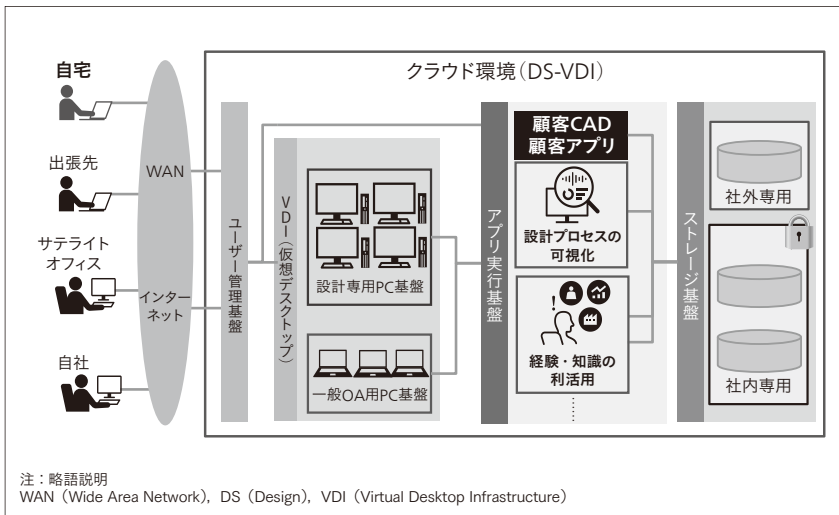 クラウド環境（DS-VDI）
自宅
出張先
サテライト
オフィス
自社
WAN
インター
ネット
ユーザー管理基盤
VDI（仮想デスクトップ）
設計専用PC基盤
一般OA用PC基盤
アプリ実行基盤
顧客CAD
顧客アプリ
設計プロセスの
可視化
経験・知識の
利活用
ストレージ基盤
社外専用
社内専用
注：略語説明
WAN（Wide Area Network），DS（Design），VDI（Virtual Desktop Infrastructure）